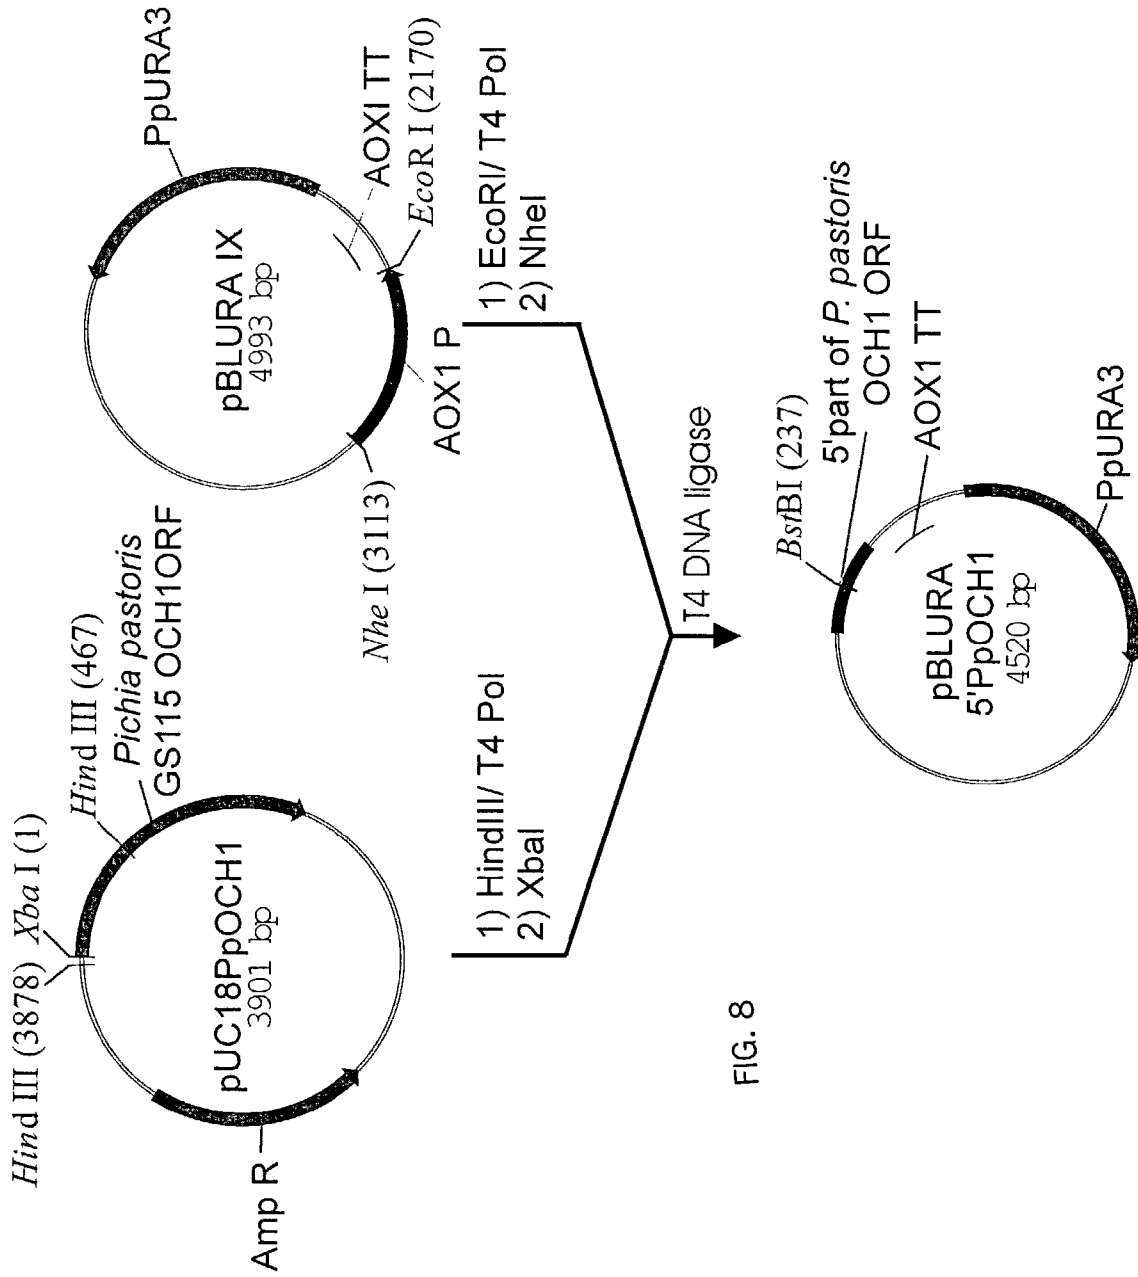 Hind III (3878)
Xba I (1)
Hind III (467)
Pichia pastoris
GS115 OCH1ORF
pUC18PpOCH1
3901 bp
Amp R
1) HindIII/ T4 Pol
2) XbaI
PpURA3
pBLURA IX
4993 bp
AOXI TT
EcoR I (2170)
AOX1 P
Nhe I (3113)
1) EcoRI/ T4 Pol
2) NheI
T4 DNA ligase
BstBI (237)
5'part of P. pastoris
OCH1 ORF
AOX1 TT
pBLURA
5'PpOCH1
4520 bp
PpURA3
FIG. 8